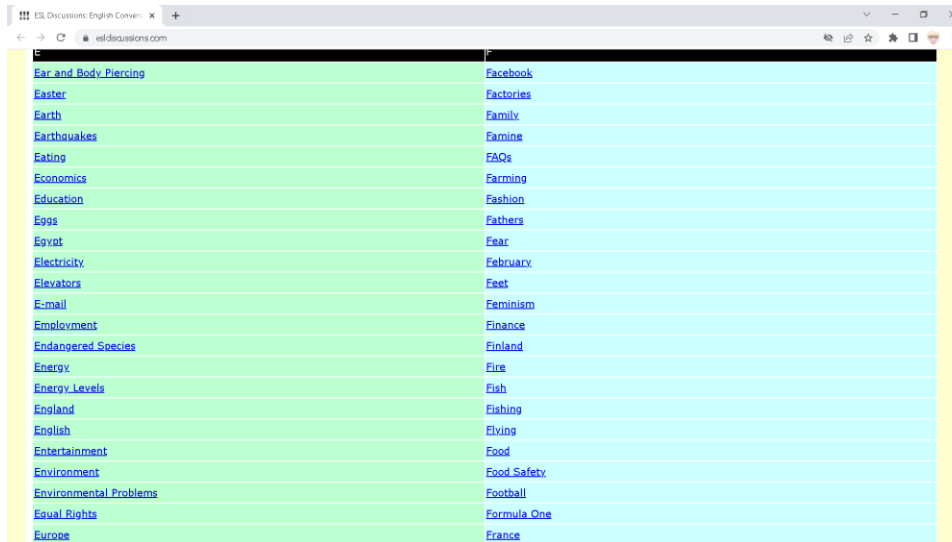 ESL Discussions: English Convers
esldiscussions.com
E F
Ear and Body Piercing Facebook
Easter Factories
Earth Family
Earthquakes Famine
Eating FAQs
Economics Farming
Education Fashion
Eggs Fathers
Egypt Fear
Electricity February
Elevators Feet
E-mail Feminism
Employment Finance
Endangered Species Finland
Energy Fire
Energy Levels Fish
England Fishing
English Flying
Entertainment Food
Environment Food Safety
Environmental Problems Football
Equal Rights Formula One
Europe France